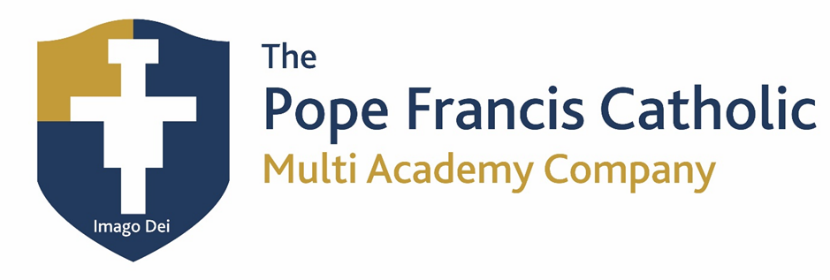 The
Pope Francis Catholic
Multi Academy Company
Imago Dei